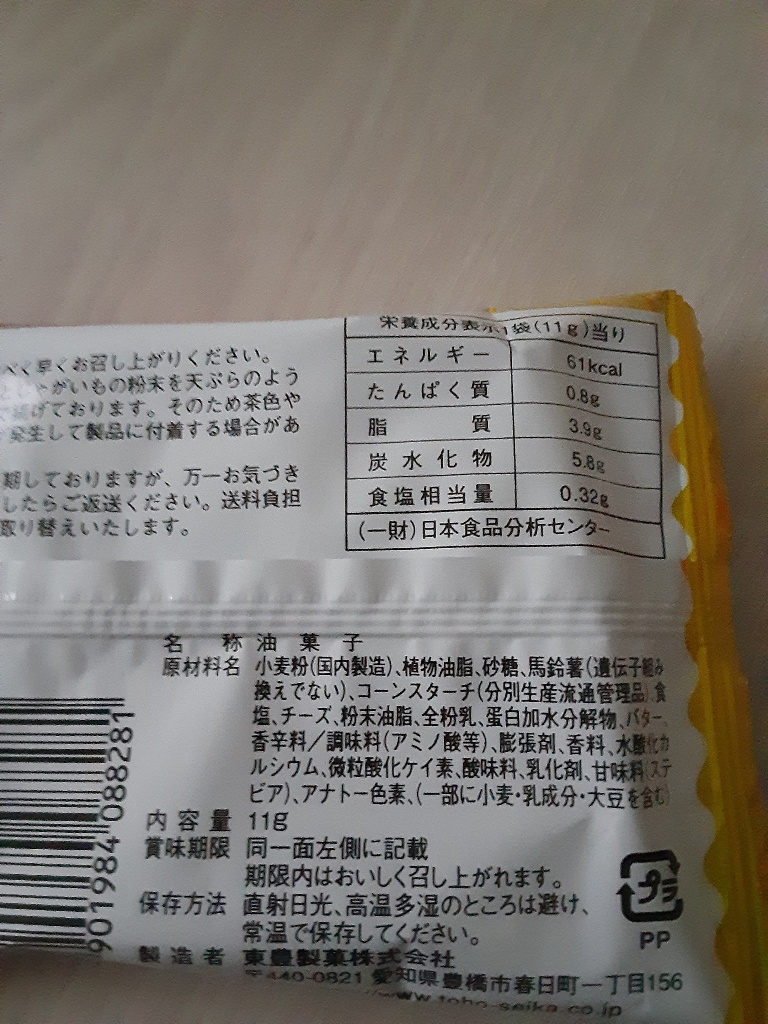 べく早くお召し上がりください。
がいもの粉末を天ぷらのよう
揚げております。そのため茶色や
発生して製品に付着する場合があ
期しておりますが、万一お気づき
したらご返送ください。送料負担
取り替えいたします。
栄養成分表示1袋(11g)当り
エネルギー 61kcal
たんぱく質 0.8g
脂質 3.9g
炭水化物 5.8g
食塩相当量 0.32g
(一財)日本食品分析センター
名称 油菓子
原材料名 小麦粉(国内製造)、植物油脂、砂糖、馬鈴薯(遺伝子組み
換えでない)、コーンスターチ(分別生産流通管理品)、食
塩、チーズ、粉末油脂、全粉乳、蛋白加水分解物、バター、
香辛料/調味料(アミノ酸等)、膨張剤、香料、水酸化カ
ルシウム、微粒酸化ケイ素、酸味料、乳化剤、甘味料(ステ
ビア)、アナトー色素、(一部に小麦・乳成分・大豆を含む)
内容量 11g
賞味期限 同一面左側に記載
期限内はおいしく召し上がれます。
保存方法 直射日光、高温多湿のところは避け、
常温で保存してください。
製造者 東豊製菓株式会社
〒440-0821 愛知県豊橋市春日町一丁目156
www.toho-seika.co.jp
901984 088281
プラ
PP